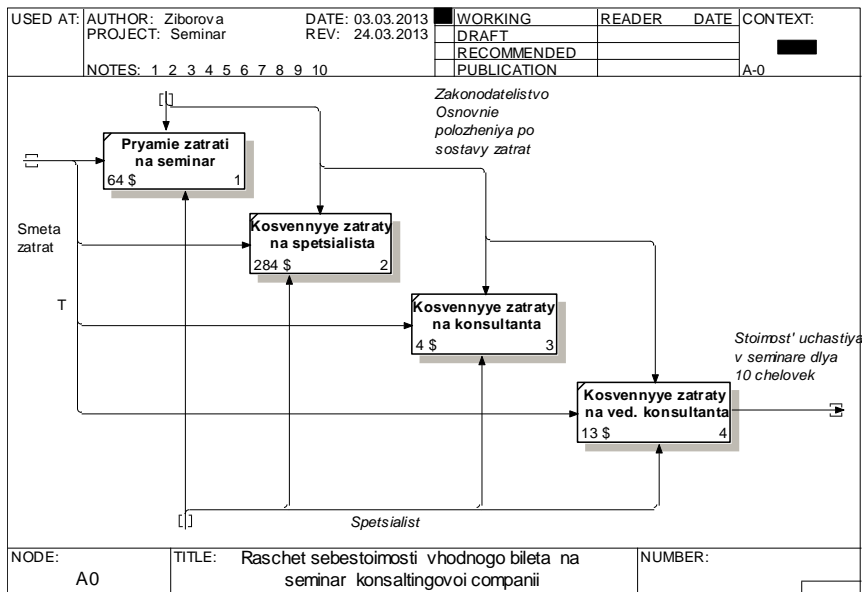 USED AT: AUTHOR: Ziborova DATE: 03.03.2013 WORKING READER DATE CONTEXT:
PROJECT: Seminar REV: 24.03.2013 DRAFT
RECOMMENDED
NOTES: 1 2 3 4 5 6 7 8 9 10 PUBLICATION A-0
Zakonodatelistvo
Osnovnie
polozheniya po
sostavy zatrat
Pryamie zatrati
na seminar
64 $ 1
Smeta
zatrat
Kosvennyye zatraty
na spetsialista
284 $ 2
T
Kosvennyye zatraty
na konsultanta
4 $ 3
Stoimost' uchastiya
v seminare dlya
10 chelovek
Kosvennyye zatraty
na ved. konsultanta
13 $ 4
Spetsialist
NODE: TITLE: Raschet sebestoimosti vhodnogo bileta na NUMBER:
A0 seminar konsaltingovoi companii